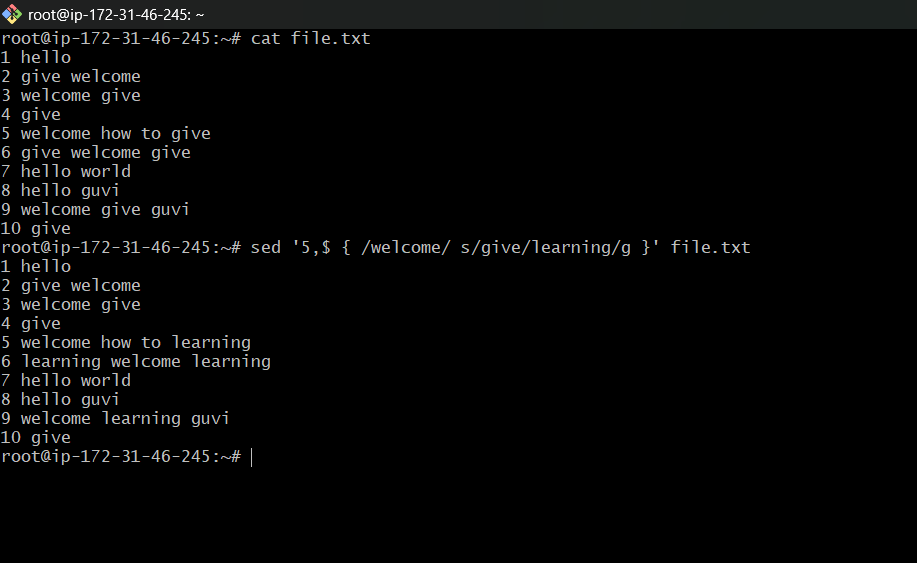 root@ip-172-31-46-245: ~
root@ip-172-31-46-245:~# cat file.txt
1 hello
2 give welcome
3 welcome give
4 give
5 welcome how to give
6 give welcome give
7 hello world
8 hello guvi
9 welcome give guvi
10 give
root@ip-172-31-46-245:~# sed '5,$ { /welcome/ s/give/learning/g }' file.txt
1 hello
2 give welcome
3 welcome give
4 give
5 welcome how to learning
6 learning welcome learning
7 hello world
8 hello guvi
9 welcome learning guvi
10 give
root@ip-172-31-46-245:~#